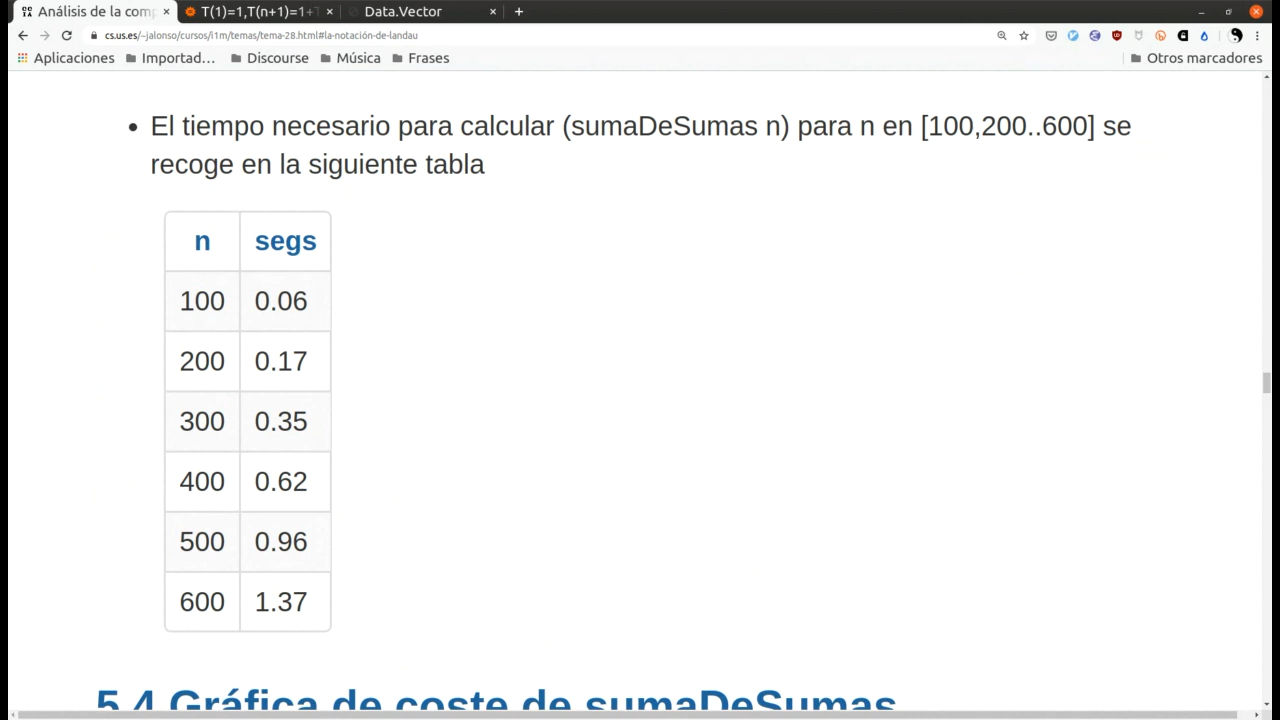 Análisis de la comp
T(1)=1,T(n+1)=1+T
Data.Vector
cs.us.es/~jalonso/cursos/i1m/temas/tema-28.html#la-notación-de-landau
Aplicaciones Importad... Discourse Música Frases Otros marcadores
• El tiempo necesario para calcular (sumaDeSumas n) para n en [100,200..600] se
recoge en la siguiente tabla
n segs
100 0.06
200 0.17
300 0.35
400 0.62
500 0.96
600 1.37
5.4 Gráfica de coste de sumaDeSumas